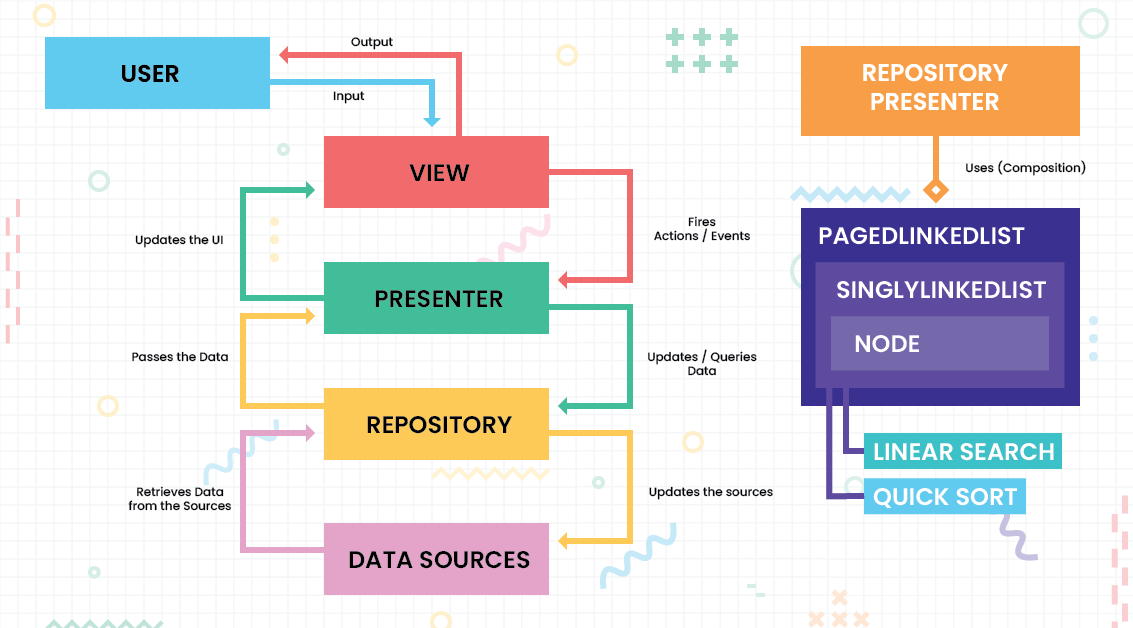 USER
Output
Input
VIEW
Updates the UI
Fires
Actions / Events
PRESENTER
Passes the Data
Updates / Queries
Data
REPOSITORY
Retrieves Data
from the Sources
Updates the sources
DATA SOURCES
REPOSITORY
PRESENTER
Uses (Composition)
PAGEDLINKEDLIST
SINGLYLINKEDLIST
NODE
LINEAR SEARCH
QUICK SORT